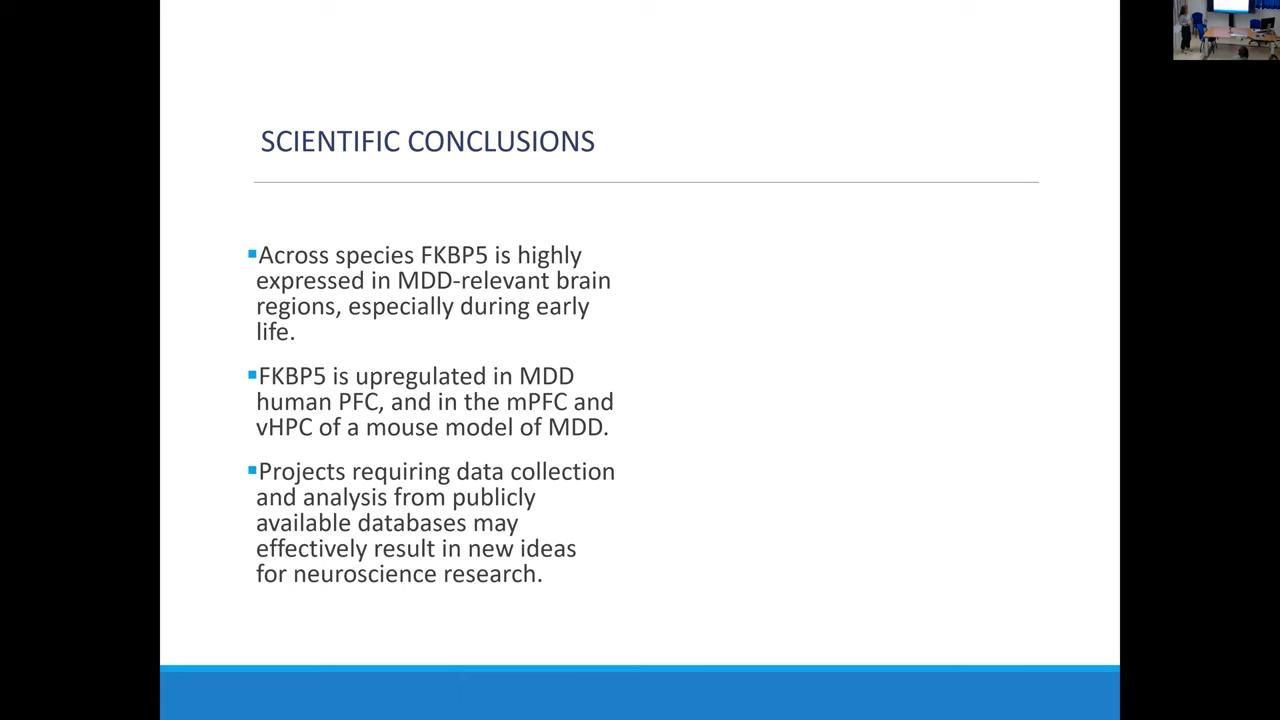 SCIENTIFIC CONCLUSIONS
▪Across species FKBP5 is highly
expressed in MDD-relevant brain
regions, especially during early
life.
▪FKBP5 is upregulated in MDD
human PFC, and in the mPFC and
vHPC of a mouse model of MDD.
▪Projects requiring data collection
and analysis from publicly
available databases may
effectively result in new ideas
for neuroscience research.